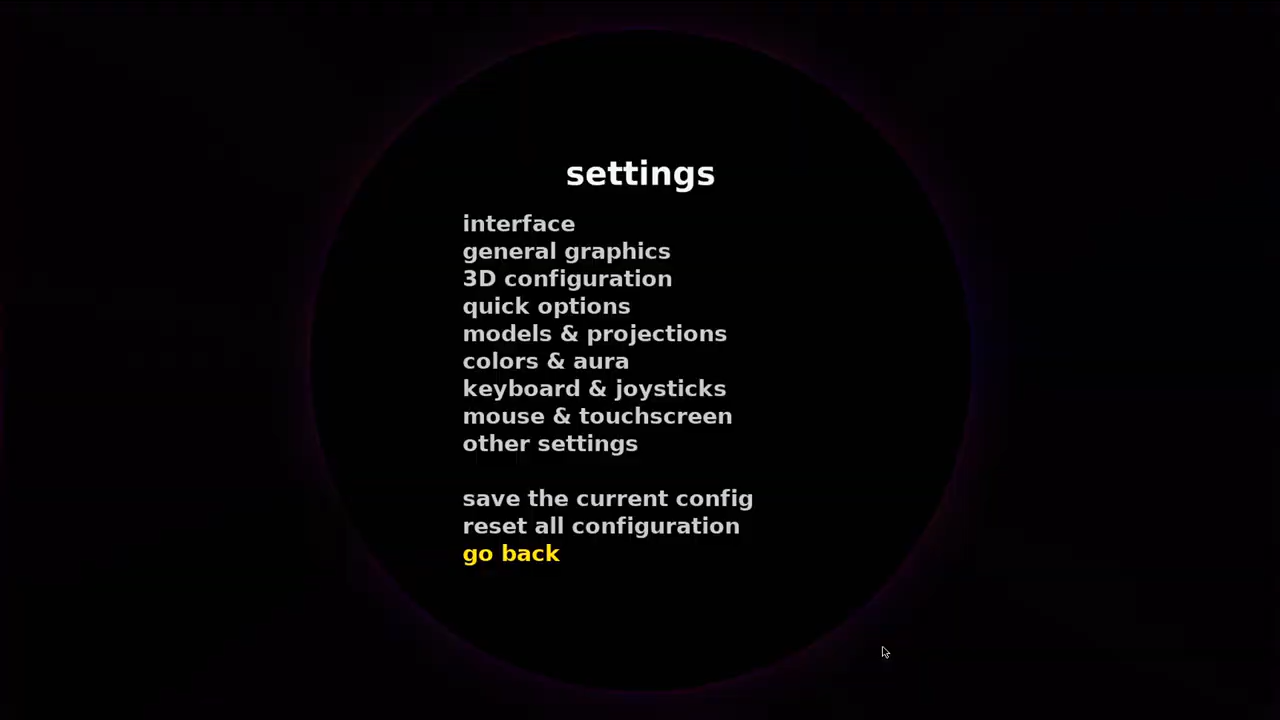 settings
interface
general graphics
3D configuration
quick options
models & projections
colors & aura
keyboard & joysticks
mouse & touchscreen
other settings
save the current config
reset all configuration
go back